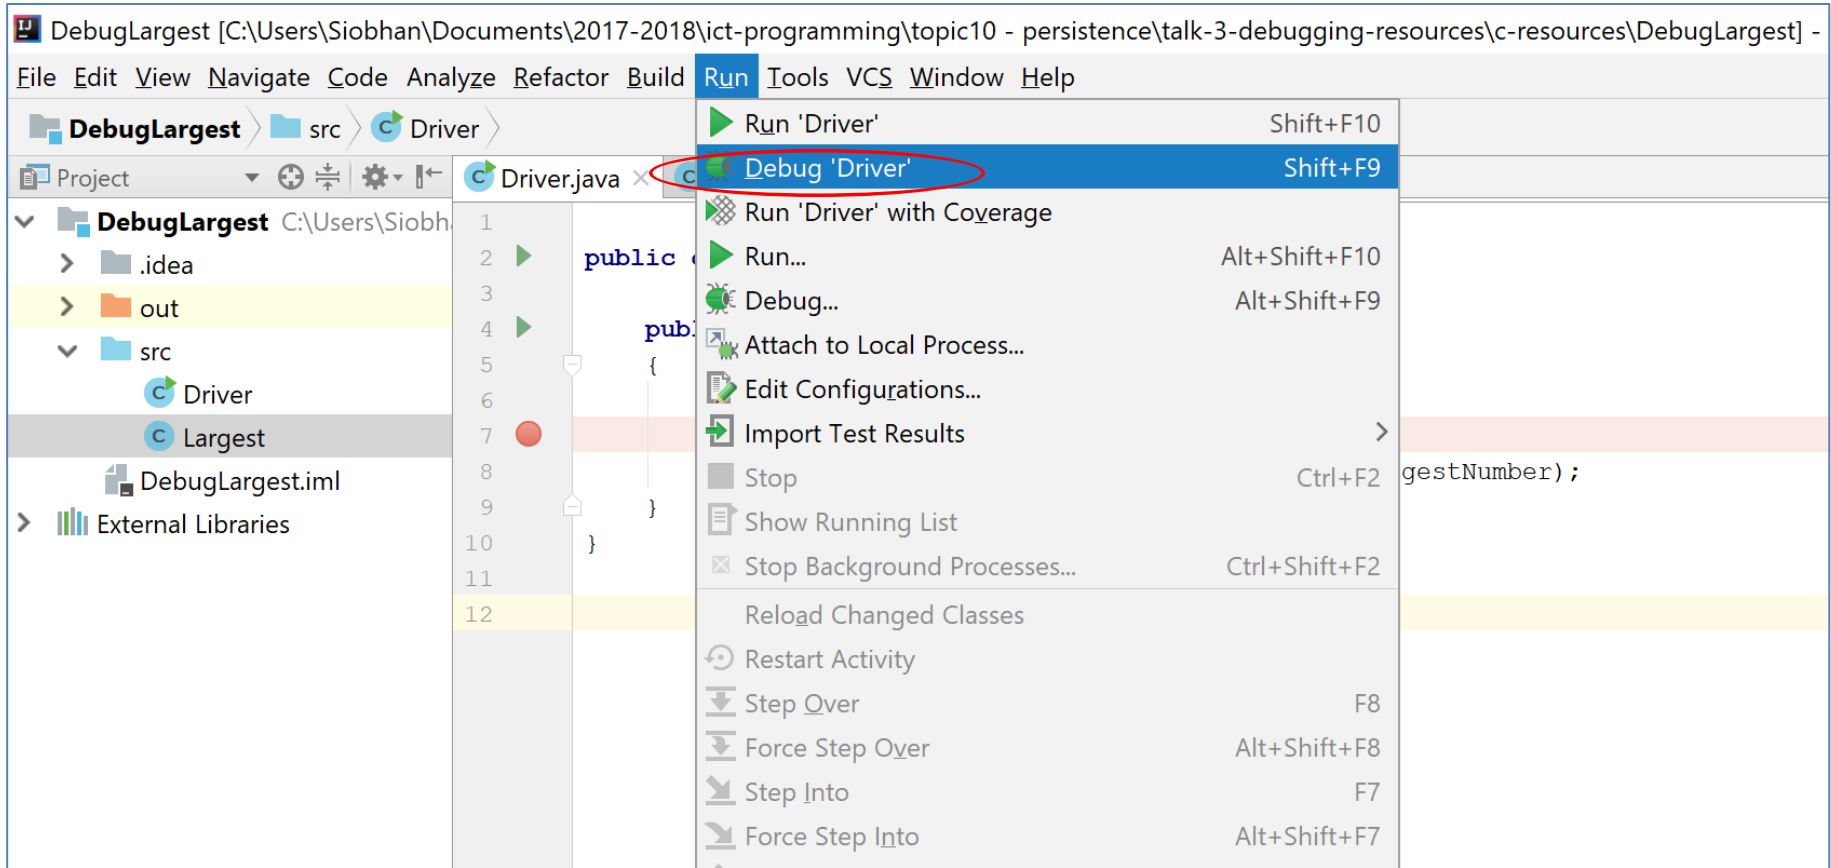 DebugLargest [C:\Users\Siobhan\Documents\2017-2018\ict-programming\topic10 - persistence\talk-3-debugging-resources\c-resources\DebugLargest] -
File Edit View Navigate Code Analyze Refactor Build Run Tools VCS Window Help
DebugLargest src Driver
Project
DebugLargest C:\Users\Siobh
.idea
out
src
Driver
Largest
DebugLargest.iml
External Libraries
Driver.java
1
2 public
3
4 publ
5 {
6
7
8 gestNumber);
9 }
10 }
11
12
Run 'Driver' Shift+F10
Debug 'Driver' Shift+F9
Run 'Driver' with Coverage
Run... Alt+Shift+F10
Debug... Alt+Shift+F9
Attach to Local Process...
Edit Configurations...
Import Test Results
Stop Ctrl+F2
Show Running List
Stop Background Processes... Ctrl+Shift+F2
Reload Changed Classes
Restart Activity
Step Over F8
Force Step Over Alt+Shift+F8
Step Into F7
Force Step Into Alt+Shift+F7